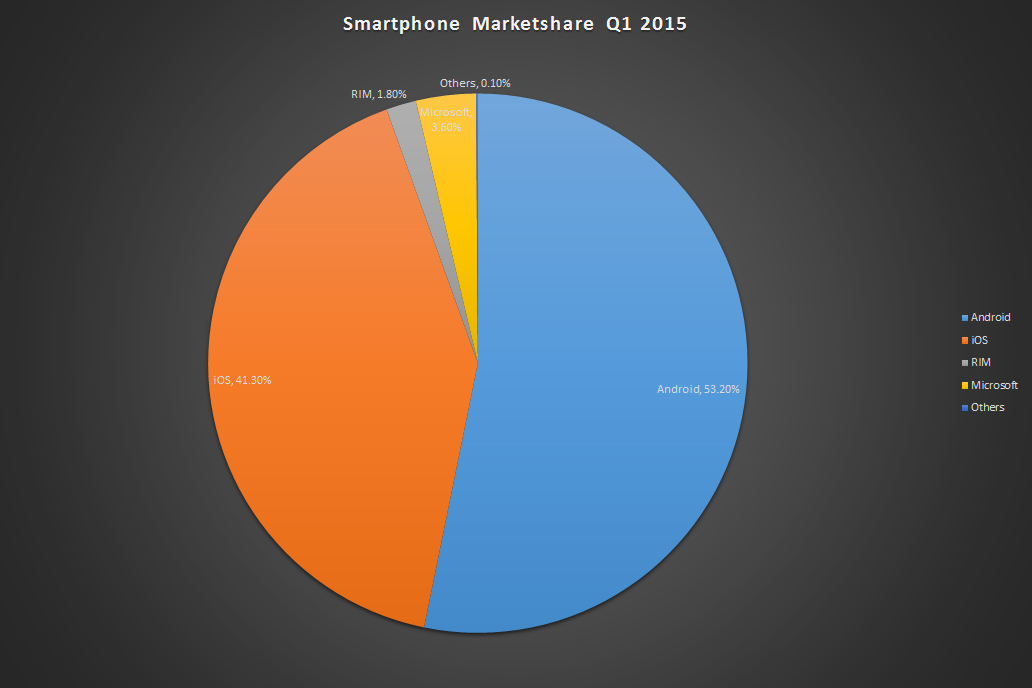 Smartphone Marketshare Q1 2015
Others, 0.10%
RIM, 1.80%
Microsoft,
3.60%
iOS, 41.30%
Android, 53.20%
Android
iOS
RIM
Microsoft
Others